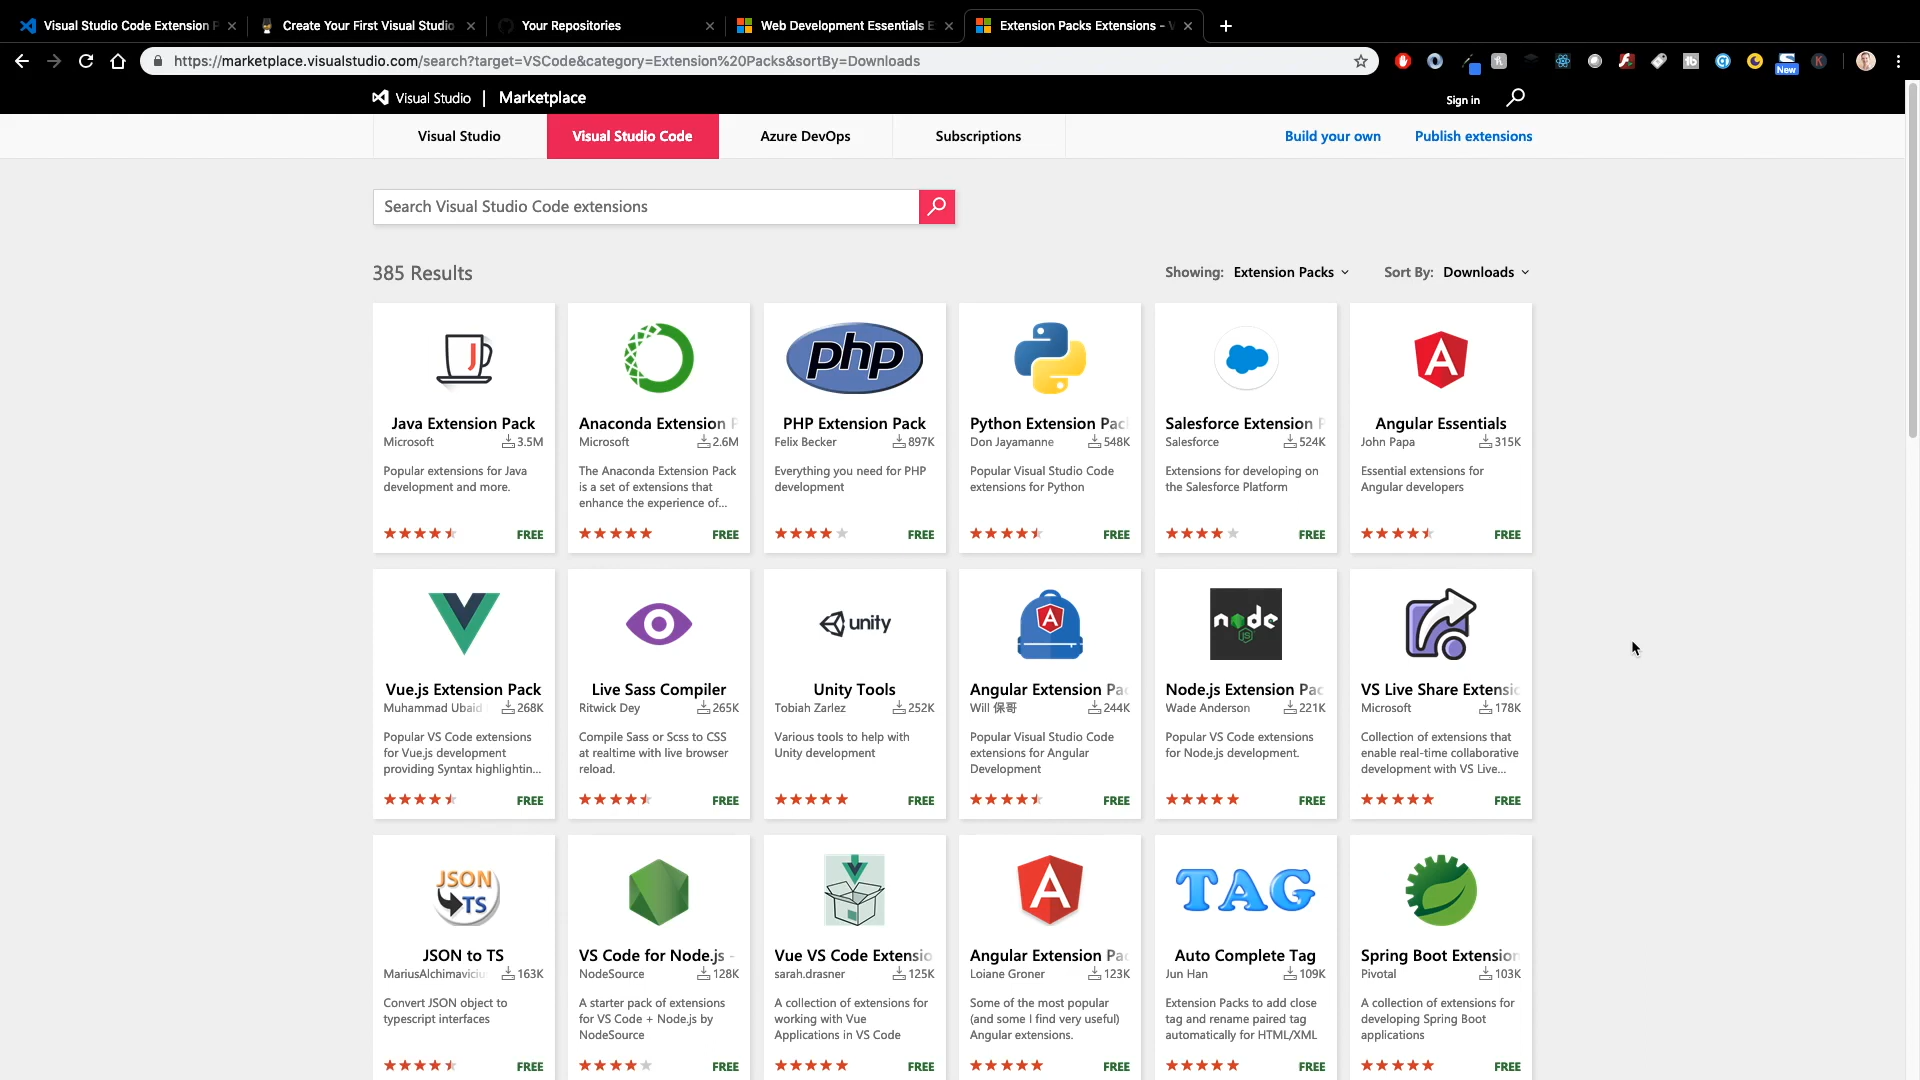 Visual Studio Code Extension P
Create Your First Visual Studio
Your Repositories
Web Development Essentials E
Extension Packs Extensions - V
https://marketplace.visualstudio.com/search?target=VSCode&category=Extension%20Packs&sortBy=Downloads
New
Visual Studio | Marketplace
Sign in
Visual Studio
Visual Studio Code
Azure DevOps
Subscriptions
Build your own
Publish extensions
Search Visual Studio Code extensions
385 Results
Showing: Extension Packs
Sort By: Downloads
J
php
A
Java Extension Pack
Microsoft 3.5M
Popular extensions for Java
development and more.
FREE
Anaconda Extension P
Microsoft 2.6M
The Anaconda Extension Pack
is a set of extensions that
enhance the experience of...
FREE
PHP Extension Pack
Felix Becker 897K
Everything you need for PHP
development
FREE
Python Extension Pac
Don Jayamanne 548K
Popular Visual Studio Code
extensions for Python
FREE
Salesforce Extension P
Salesforce 524K
Extensions for developing on
the Salesforce Platform
FREE
Angular Essentials
John Papa 315K
Essential extensions for
Angular developers
FREE
unity
A
node
JS
Vue.js Extension Pack
Muhammad Ubaid 268K
Popular VS Code extensions
for Vue.js development
providing Syntax highlightin...
FREE
Live Sass Compiler
Ritwick Dey 265K
Compile Sass or Scss to CSS
at realtime with live browser
reload.
FREE
Unity Tools
Tobiah Zarlez 252K
Various tools to help with
Unity development
FREE
Angular Extension Pac
Will 保哥 244K
Popular Visual Studio Code
extensions for Angular
Development
FREE
Node.js Extension Pac
Wade Anderson 221K
Popular VS Code extensions
for Node.js development.
FREE
VS Live Share Extensic
Microsoft 178K
Collection of extensions that
enable real-time collaborative
development with VS Live...
FREE
JSON
TS
A
TAG
JSON to TS
MariusAlchimaviciu 163K
Convert JSON object to
typescript interfaces
FREE
VS Code for Node.js -
NodeSource 128K
A starter pack of extensions
for VS Code + Node.js by
NodeSource
FREE
Vue VS Code Extensio
sarah.drasner 125K
A collection of extensions for
working with Vue
Applications in VS Code
FREE
Angular Extension Pac
Loiane Groner 123K
Some of the most popular
(and some I find very useful)
Angular extensions.
FREE
Auto Complete Tag
Jun Han 109K
Extension Packs to add close
tag and rename paired tag
automatically for HTML/XML
FREE
Spring Boot Extension
Pivotal 103K
A collection of extensions for
developing Spring Boot
applications
FREE